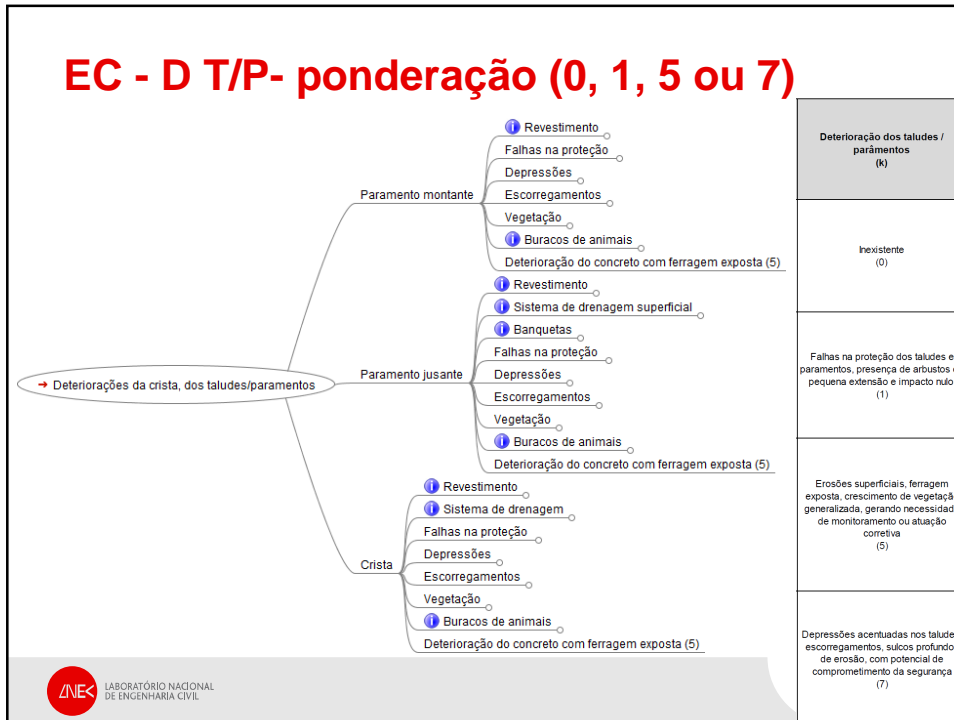 EC - D T/P- ponderação (0, 1, 5 ou 7)
Revestimento
Falhas na proteção
Depressões
Paramento montante
Escorregamentos
Vegetação
Buracos de animais
Deterioração do concreto com ferragem exposta (5)
Revestimento
Sistema de drenagem superficial
Banquetas
Falhas na proteção
Paramento jusante
Depressões
Escorregamentos
Vegetação
Buracos de animais
Deterioração do concreto com ferragem exposta (5)
Deteriorações da crista, dos taludes/paramentos
Revestimento
Sistema de drenagem
Falhas na proteção
Depressões
Crista
Escorregamentos
Vegetação
Buracos de animais
Deterioração do concreto com ferragem exposta (5)
Deterioração dos taludes /
parâmentos
(k)
Inexistente
(0)
Falhas na proteção dos taludes e
paramentos, presença de arbustos
pequena extensão e impacto nulo
(1)
Erosões superficiais, ferragem
exposta, crescimento de vegetaçã
generalizada, gerando necessidad
de monitoramento ou atuação
corretiva
(5)
Depressões acentuadas nos talude
escorregamentos, sulcos profundo
de erosão, com potencial de
comprometimento da segurança
(7)
LNEC
LABORATÓRIO NACIONAL
DE ENGENHARIA CIVIL